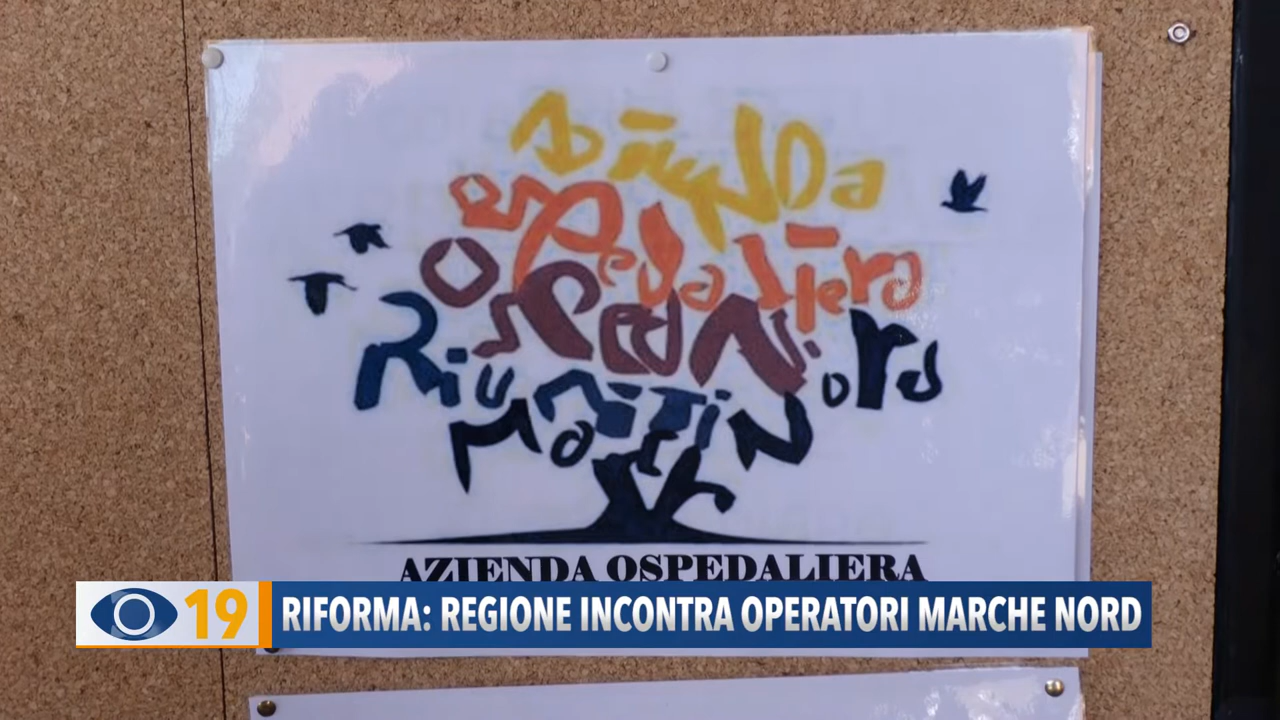 Azienda
Ospedaliera
Ospedali
Riuniti
Marche
Nord
AZIENDA OSPEDALIERA
19
RIFORMA: REGIONE INCONTRA OPERATORI MARCHE NORD